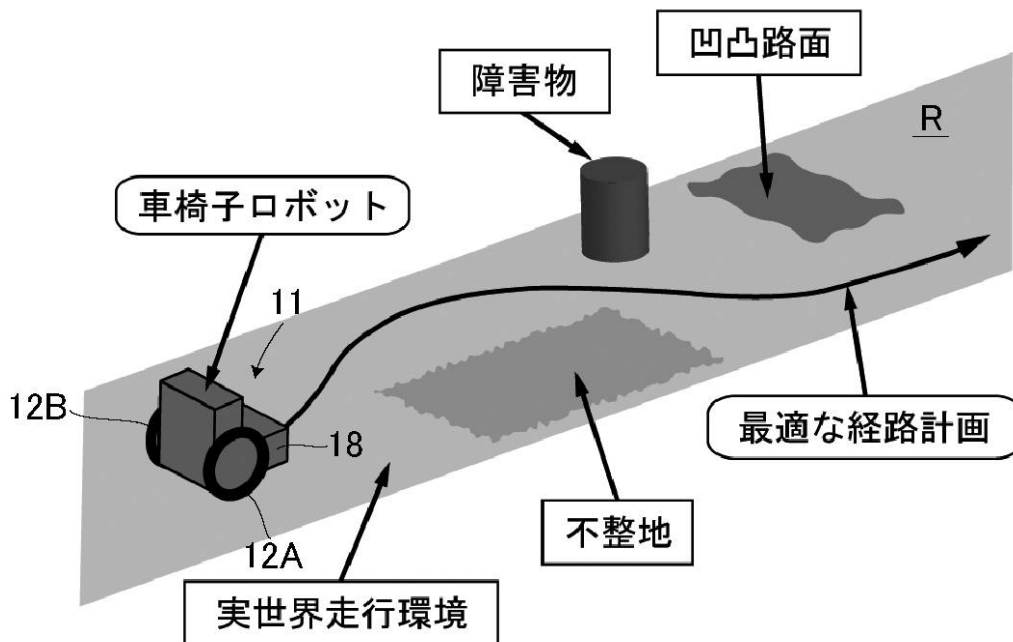 凹凸路面
障害物
R
車椅子ロボット
11
12B
18
最適な経路計画
12A
不整地
実世界走行環境